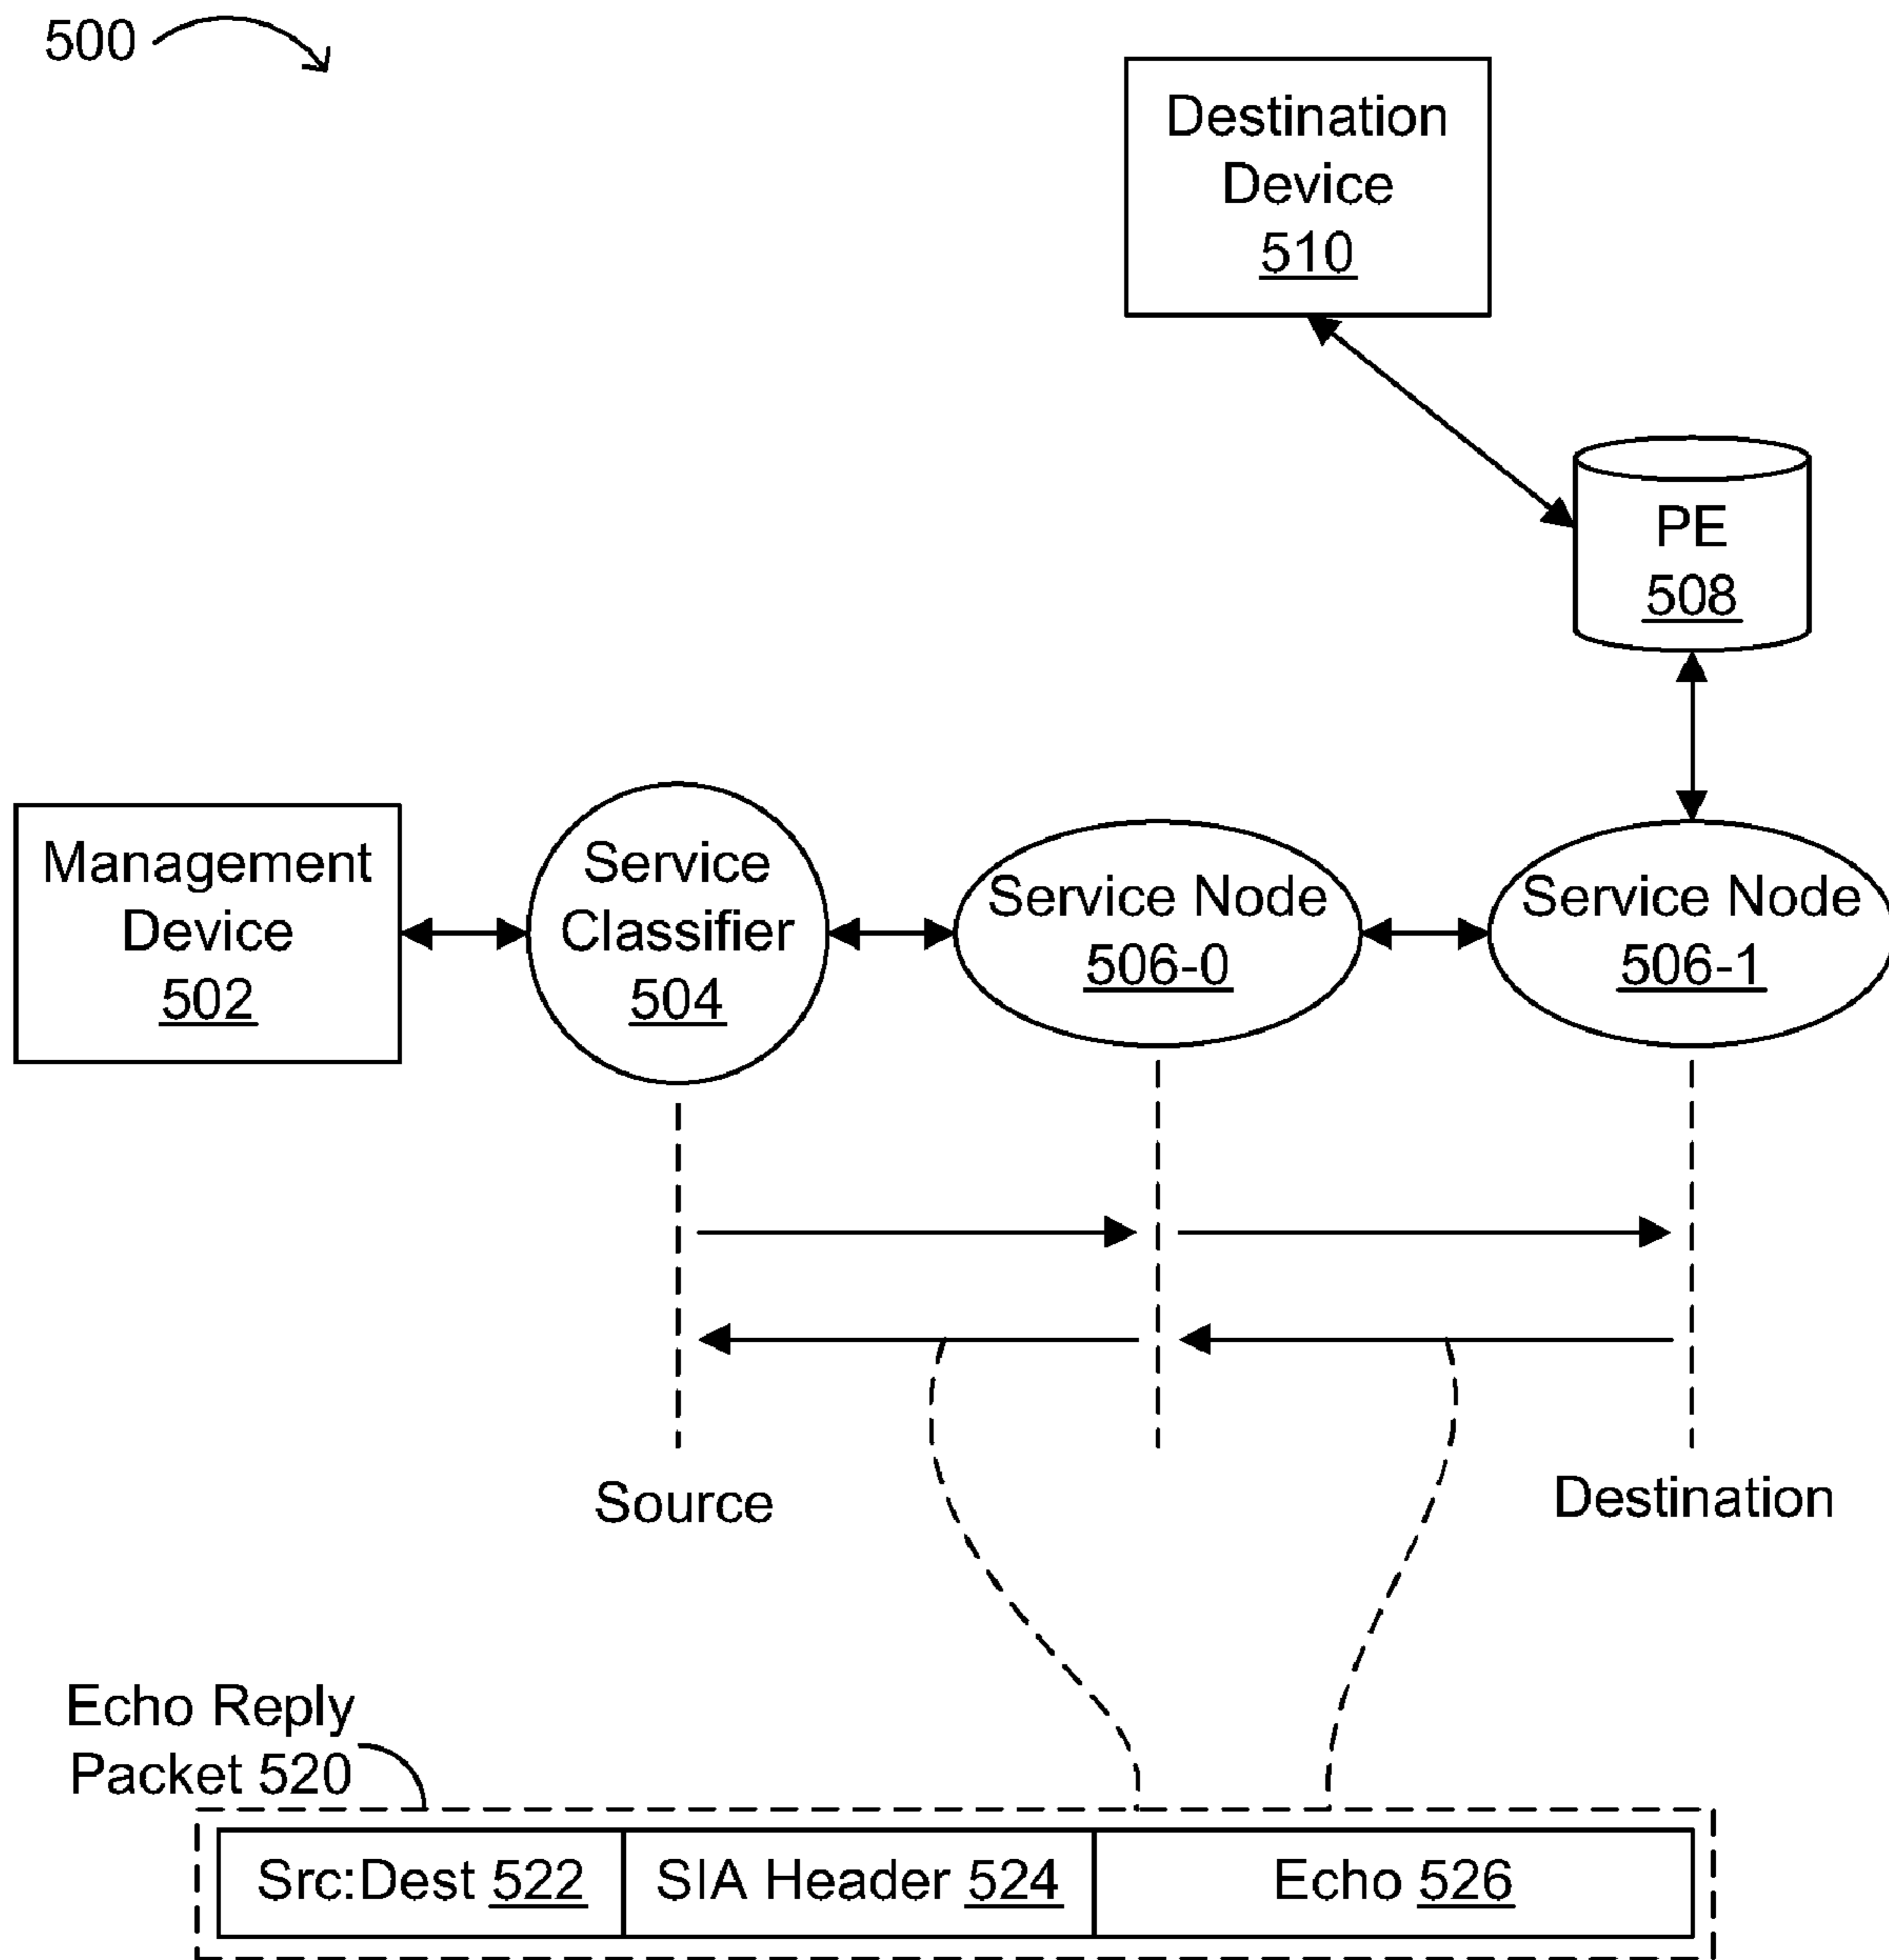 500
Destination
Device
510
PE
508
Management
Device
502
Service
Classifier
504
Service Node
506-0
Service Node
506-1
Source
Destination
Echo Reply
Packet 520
Src:Dest 522
SIA Header 524
Echo 526